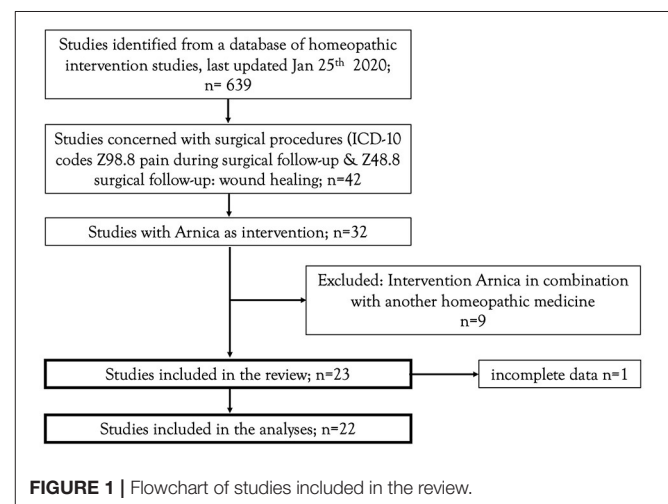 Studies identified from a database of homeopathic
intervention studies, last updated Jan 25th 2020;
n= 639
Studies concerned with surgical procedures (ICD-10
codes Z98.8 pain during surgical follow-up & Z48.8
surgical follow-up: wound healing; n=42
Studies with Arnica as intervention; n=32
Excluded: Intervention Arnica in combination
with another homeopathic medicine
n=9
Studies included in the review; n=23
incomplete data n=1
Studies included in the analyses; n=22
FIGURE 1 | Flowchart of studies included in the review.